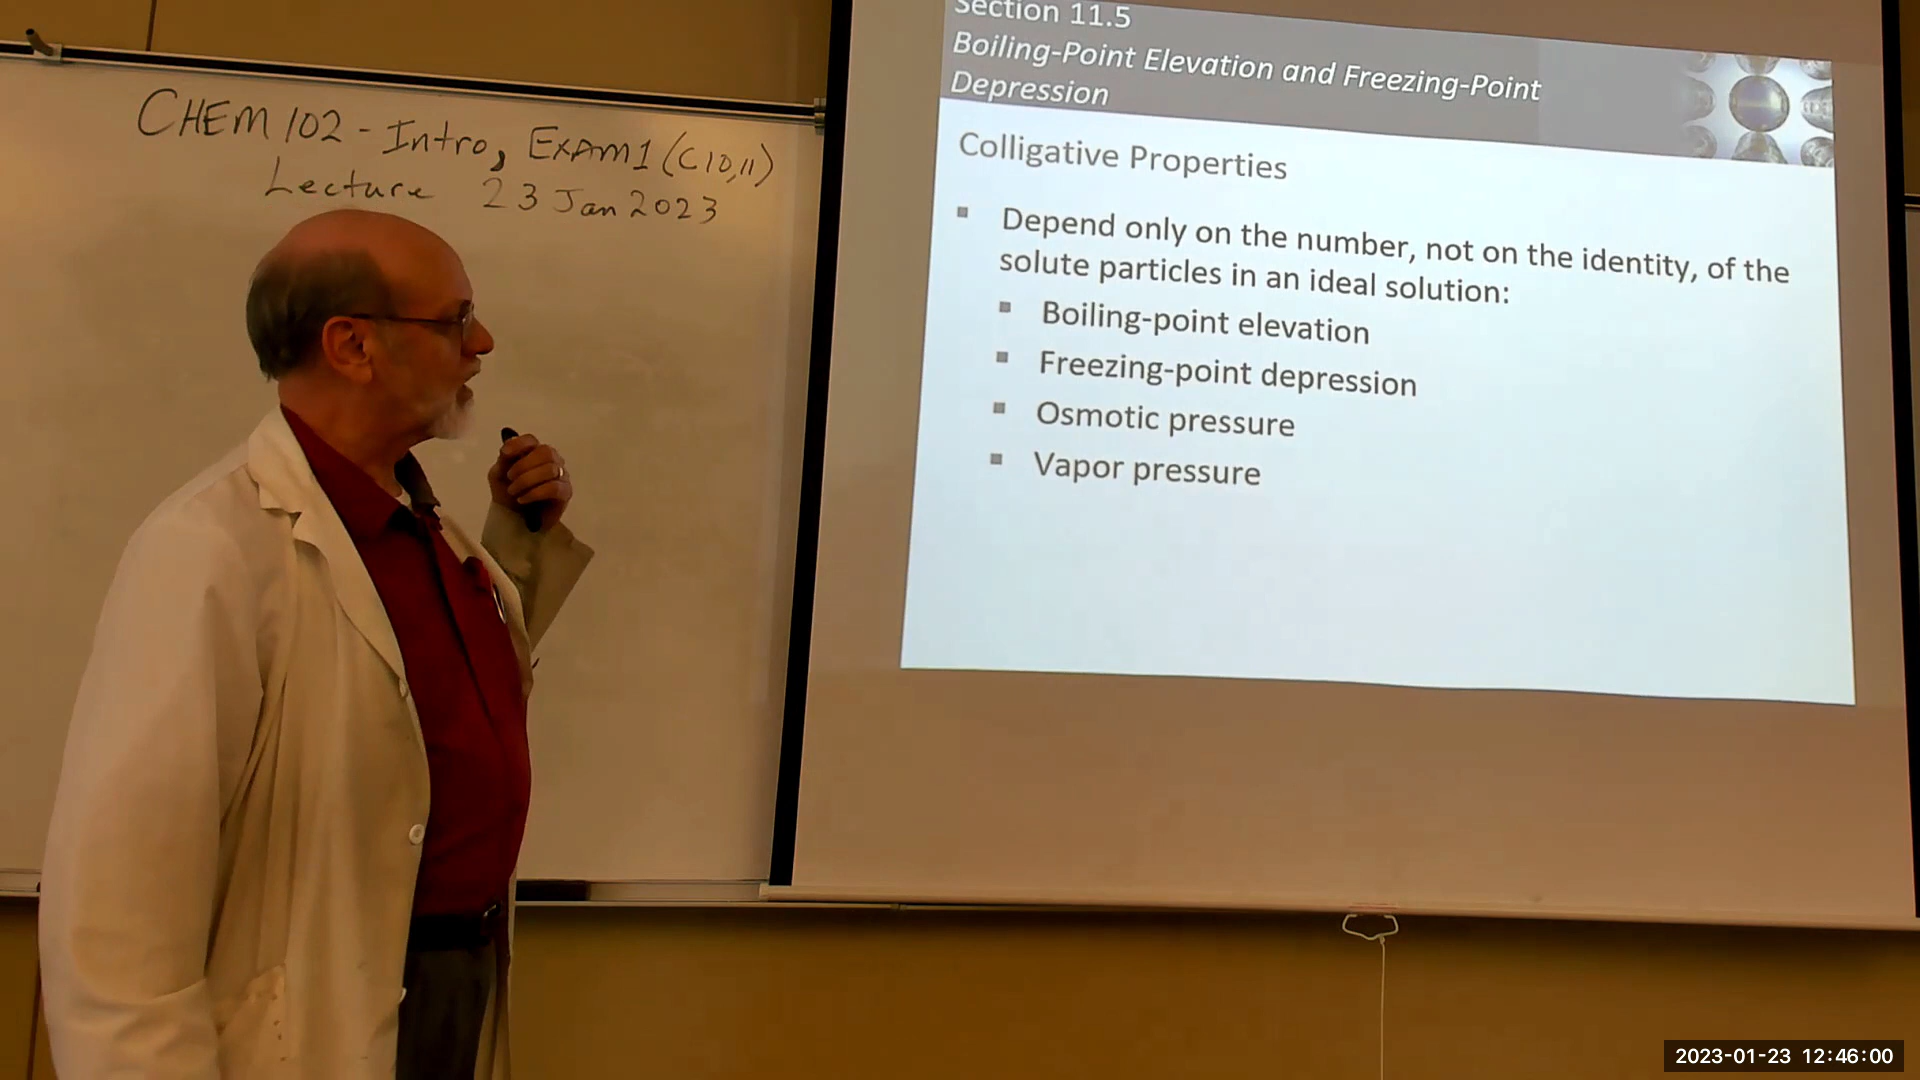 CHEM 102 - Intro, EXAM 1 (C10,11)
Lecture 23 Jan 2023
Section 11.5
Boiling-Point Elevation and Freezing-Point
Depression
Colligative Properties
▪ Depend only on the number, not on the identity, of the
solute particles in an ideal solution:
▪ Boiling-point elevation
▪ Freezing-point depression
▪ Osmotic pressure
▪ Vapor pressure
2023-01-23 12:46:00